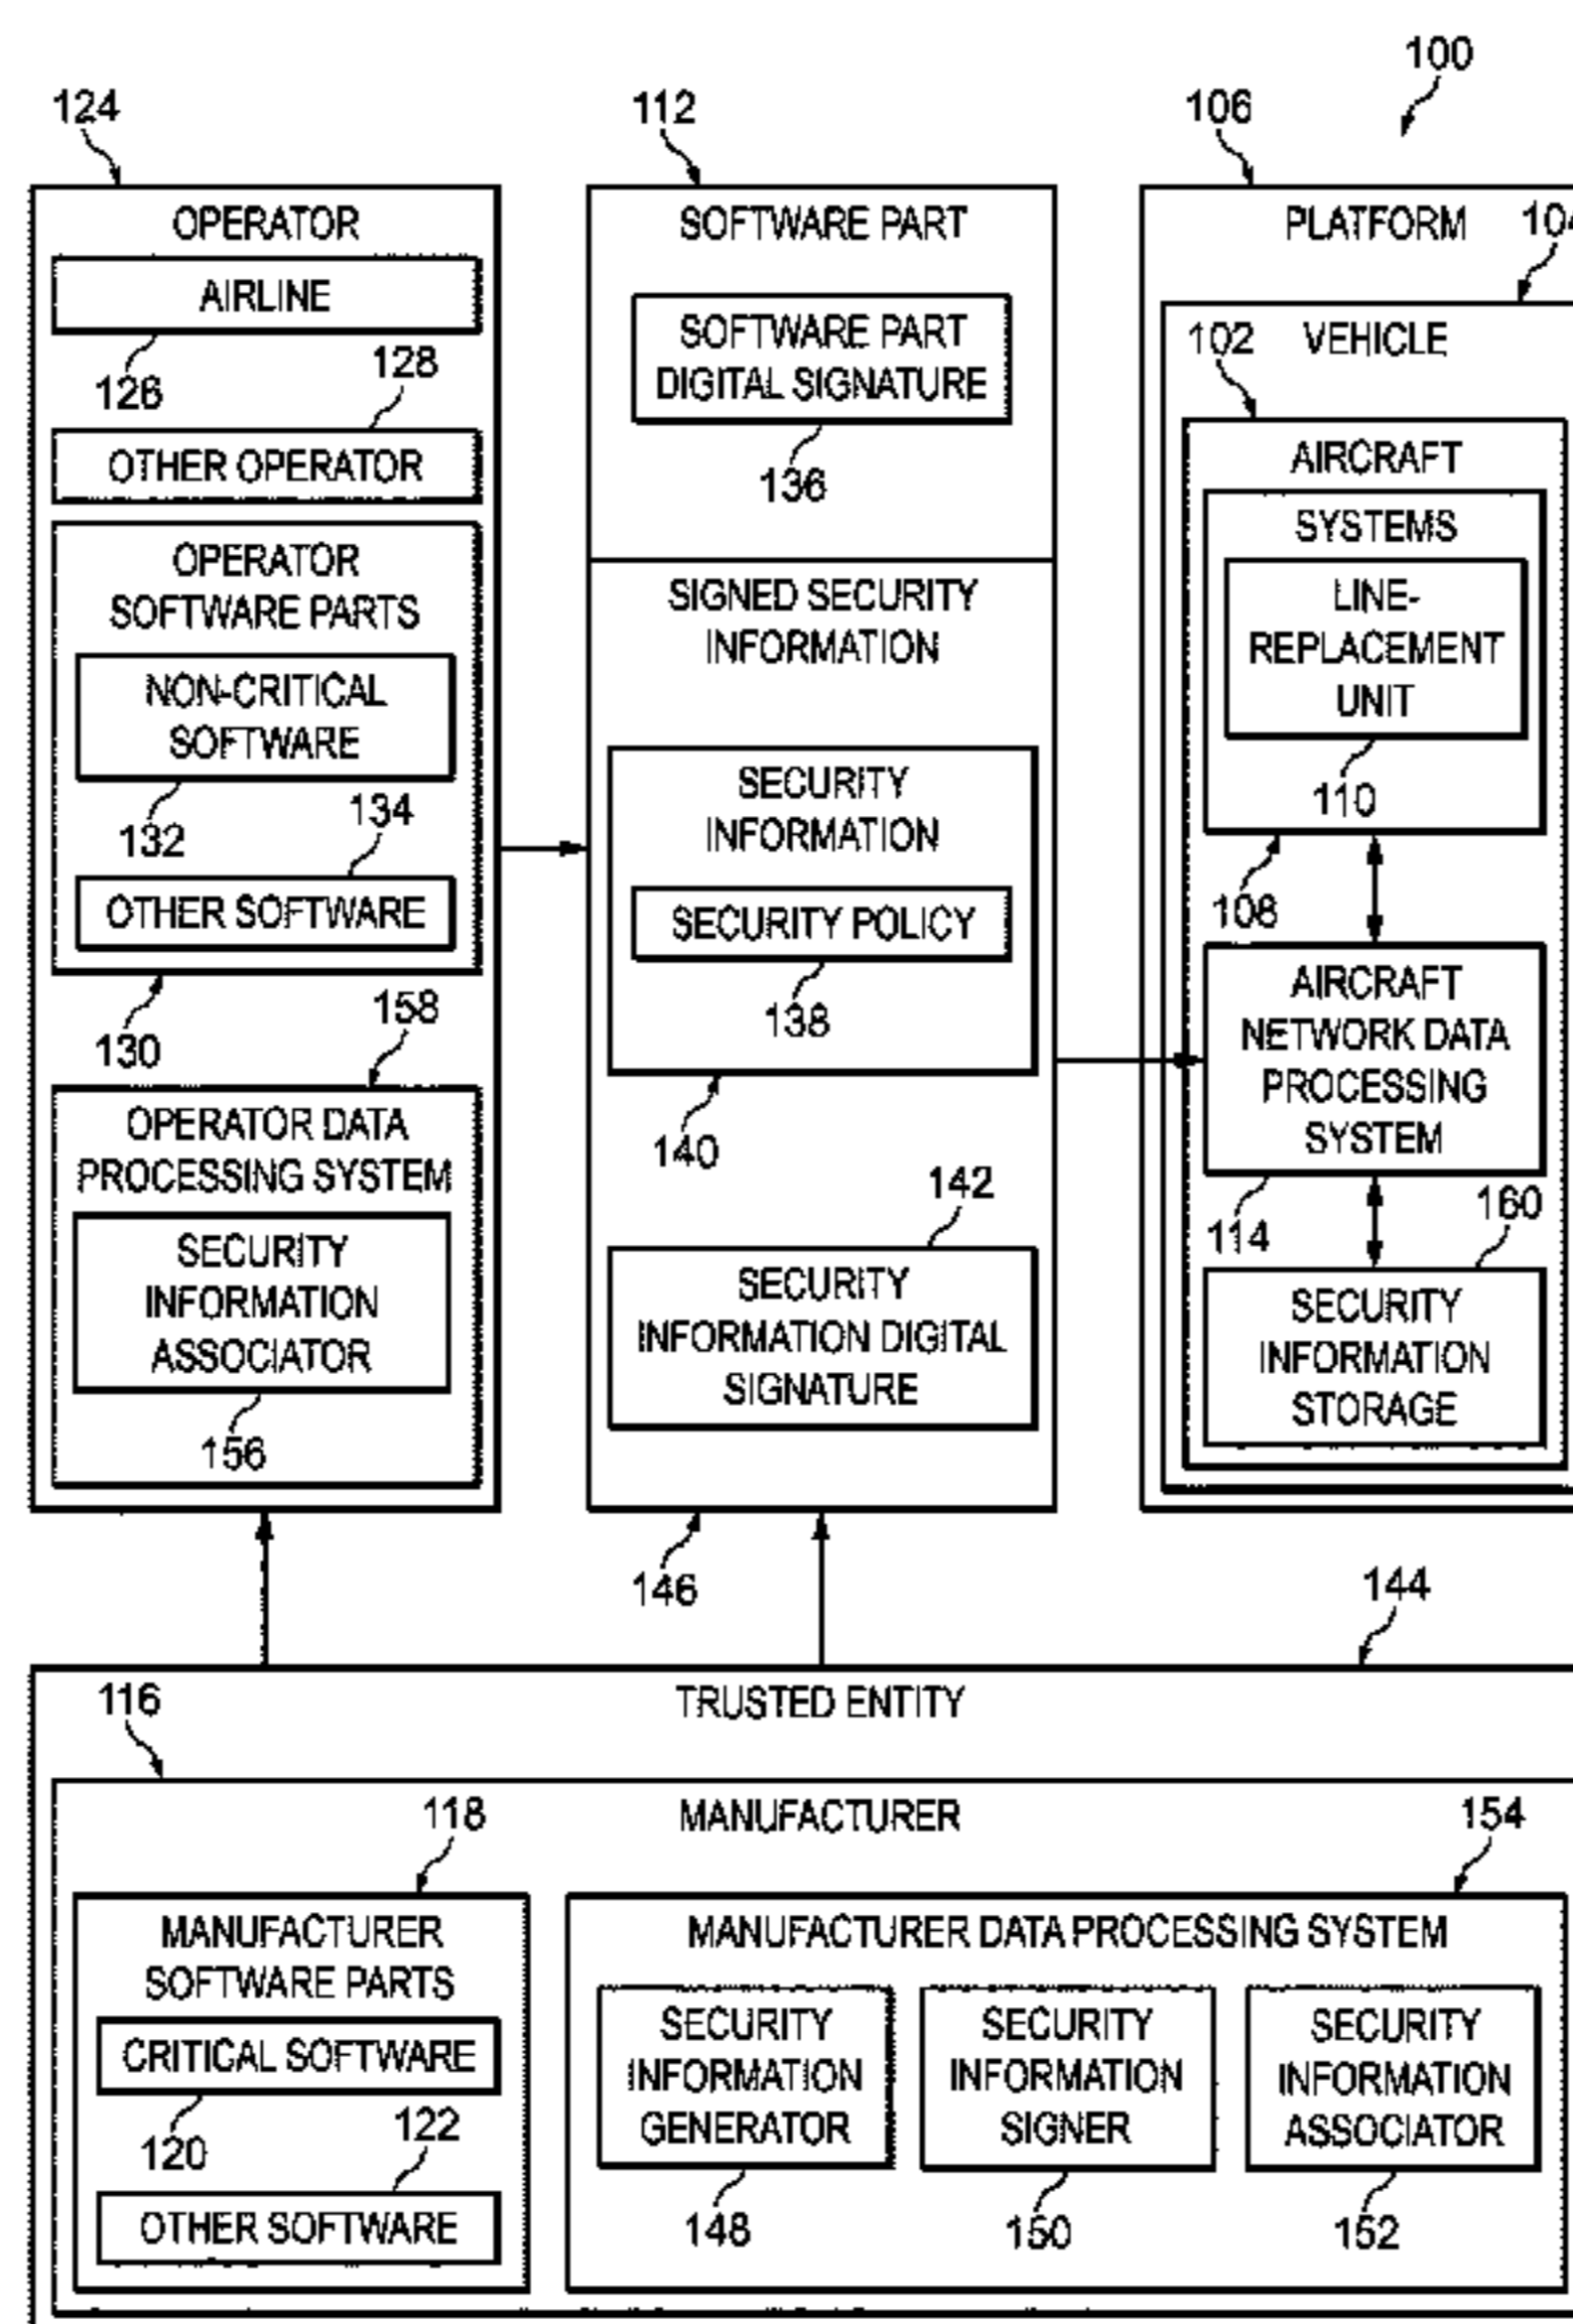 100
124
112
106
OPERATOR
AIRLINE
126
128
OTHER OPERATOR
OPERATOR
SOFTWARE PARTS
NON-CRITICAL
SOFTWARE
132
134
OTHER SOFTWARE
130
158
OPERATOR DATA
PROCESSING SYSTEM
SECURITY
INFORMATION
ASSOCIATOR
156
SOFTWARE PART
SOFTWARE PART
DIGITAL SIGNATURE
136
SIGNED SECURITY
INFORMATION
SECURITY
INFORMATION
SECURITY POLICY
138
140
142
SECURITY
INFORMATION DIGITAL
SIGNATURE
146
PLATFORM
104
102
VEHICLE
AIRCRAFT
SYSTEMS
LINE-
REPLACEMENT
UNIT
110
108
AIRCRAFT
NETWORK DATA
PROCESSING
SYSTEM
114
160
SECURITY
INFORMATION
STORAGE
144
116
TRUSTED ENTITY
118
MANUFACTURER
154
MANUFACTURER
SOFTWARE PARTS
CRITICAL SOFTWARE
120
122
OTHER SOFTWARE
MANUFACTURER DATA PROCESSING SYSTEM
SECURITY
INFORMATION
GENERATOR
148
SECURITY
INFORMATION
SIGNER
150
SECURITY
INFORMATION
ASSOCIATOR
152